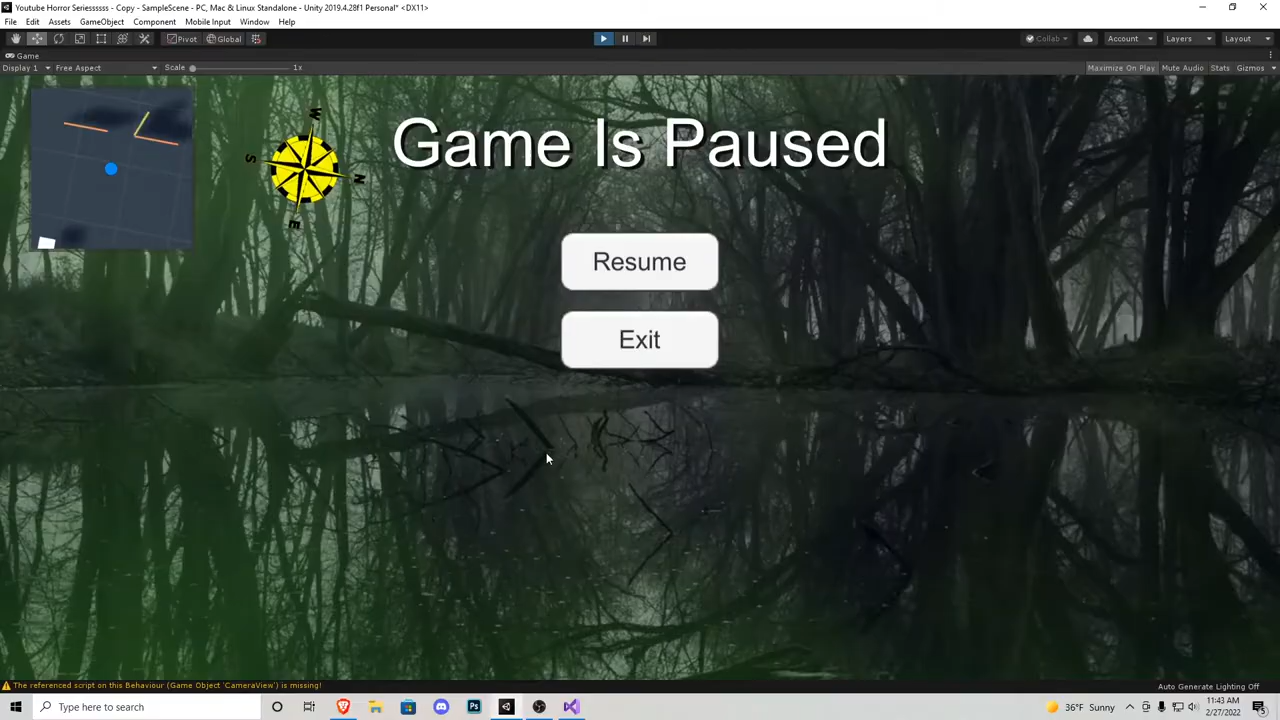 Youtube Horror Seriesssss - Copy - SampleScene - PC, Mac & Linux Standalone - Unity 2019.4.28f1 Personal* <DX11>
File Edit Assets GameObject Component Mobile Input Window Help
Pivot Global Collab Account Layers Layout
Game
Display 1 Free Aspect Scale 1x Maximize On Play Mute Audio Stats Gizmos
W
S N
E
Game Is Paused
Resume
Exit
The referenced script on this Behaviour (Game Object 'CameraView') is missing!
Auto Generate Lighting Off
Type here to search
Ps
36°F Sunny
11:43 AM
2/27/2022
5